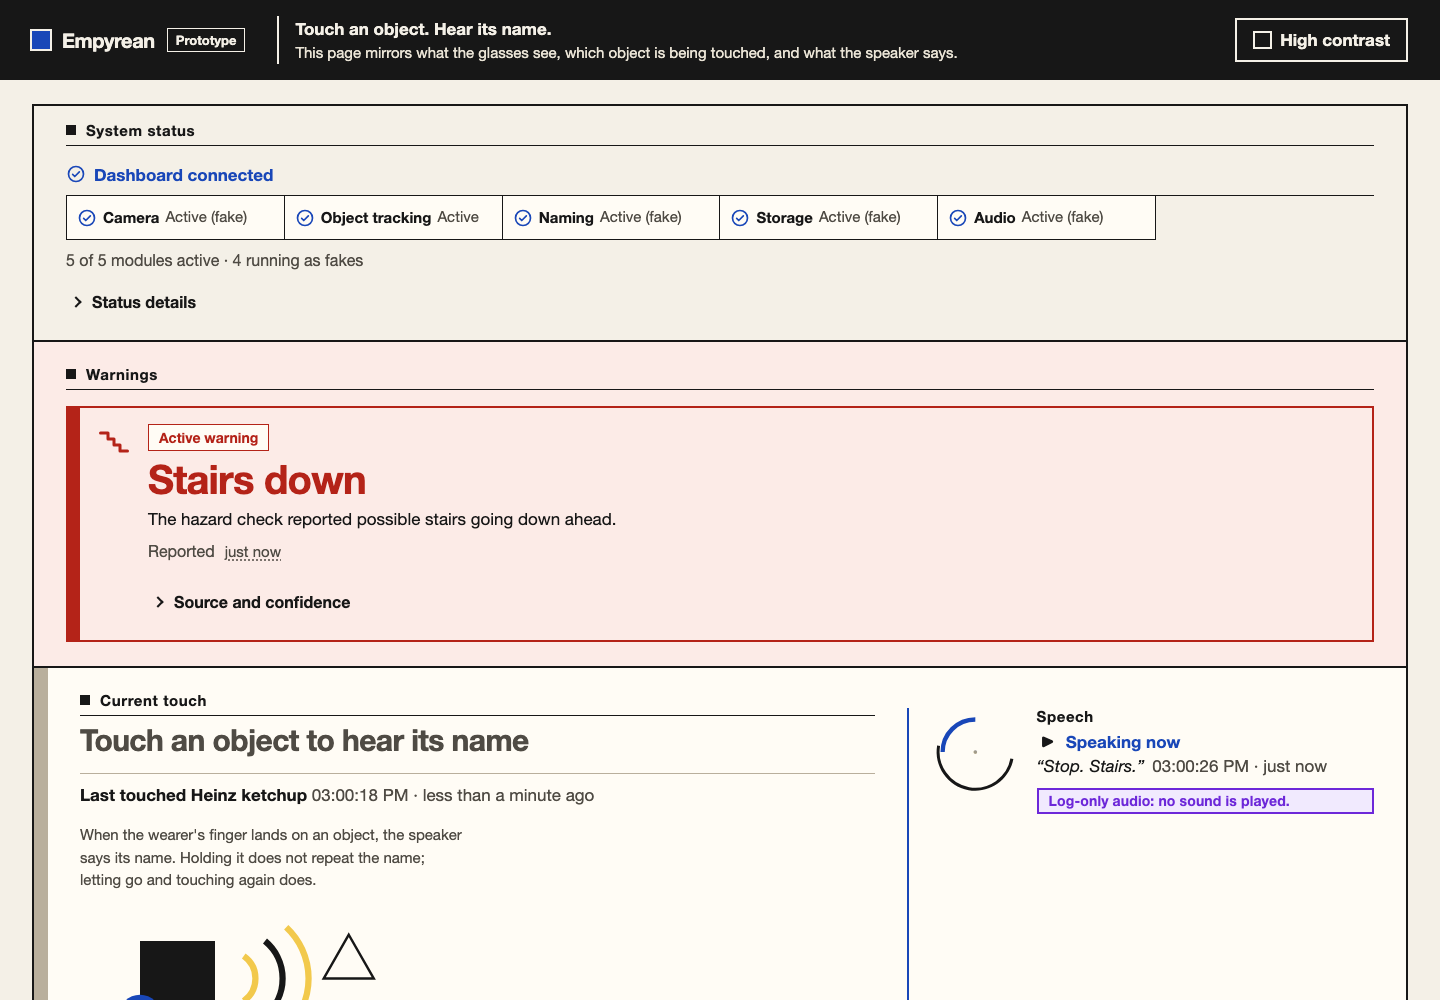 Empyrean
Prototype
Touch an object. Hear its name.
This page mirrors what the glasses see, which object is being touched, and what the speaker says.
High contrast
System status
Dashboard connected
Camera Active (fake)
Object tracking Active
Naming Active (fake)
Storage Active (fake)
Audio Active (fake)
5 of 5 modules active · 4 running as fakes
Status details
Warnings
Active warning
Stairs down
The hazard check reported possible stairs going down ahead.
Reported just now
Source and confidence
Current touch
Touch an object to hear its name
Last touched Heinz ketchup 03:00:18 PM · less than a minute ago
When the wearer's finger lands on an object, the speaker
says its name. Holding it does not repeat the name;
letting go and touching again does.
Speech
Speaking now
“Stop. Stairs.” 03:00:26 PM · just now
Log-only audio: no sound is played.